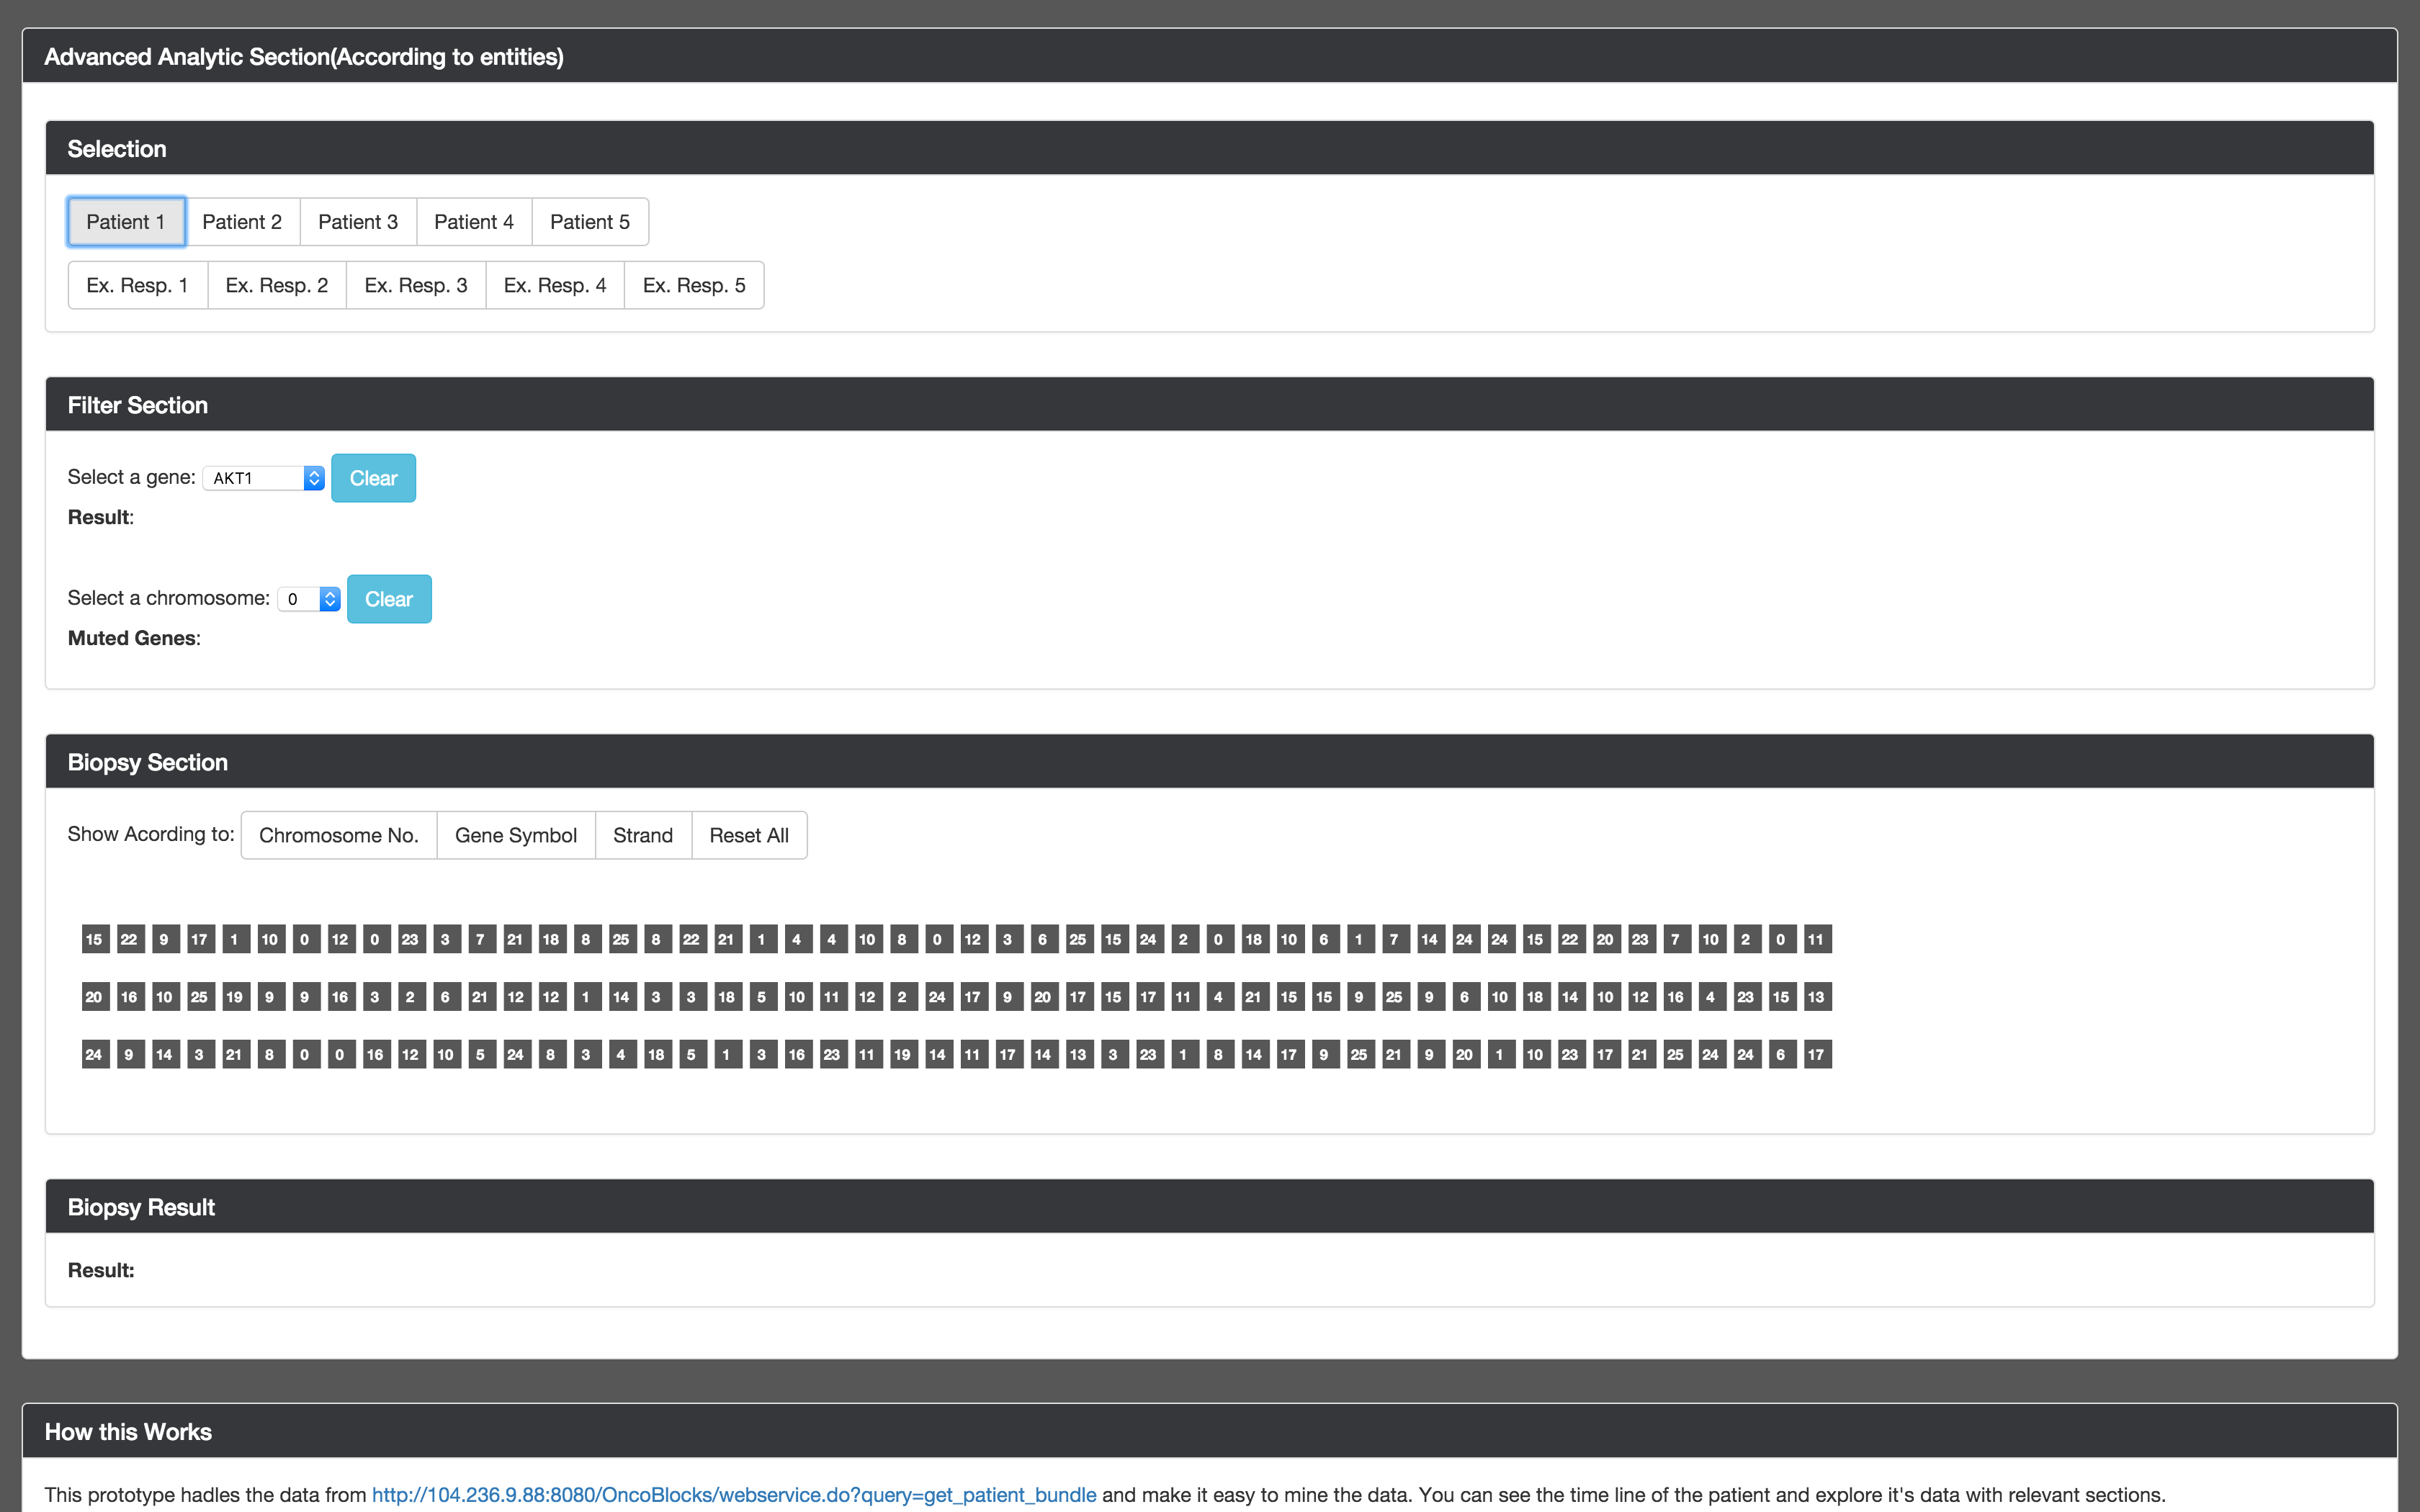 Advanced Analytic Section(According to entities)
Selection
Patient 1 Patient 2 Patient 3 Patient 4 Patient 5
Ex. Resp. 1 Ex. Resp. 2 Ex. Resp. 3 Ex. Resp. 4 Ex. Resp. 5
Filter Section
Select a gene: AKT1 Clear
Result:
Select a chromosome: 0 Clear
Muted Genes:
Biopsy Section
Show Acording to: Chromosome No. Gene Symbol Strand Reset All
15 22 9 17 1 10 0 12 0 23 3 7 21 18 8 25 8 22 21 1 4 4 10 8 0 12 3 6 25 15 24 2 0 18 10 6 1 7 14 24 24 15 22 20 23 7 10 2 0 11
20 16 10 25 19 9 9 16 3 2 6 21 12 12 1 14 3 3 18 5 10 11 12 2 24 17 9 20 17 15 17 11 4 21 15 15 9 25 9 6 10 18 14 10 12 16 4 23 15 13
24 9 14 3 21 8 0 0 16 12 10 5 24 8 3 4 18 5 1 3 16 23 11 19 14 11 17 14 13 3 23 1 8 14 17 9 25 21 9 20 1 10 23 17 21 25 24 24 6 17
Biopsy Result
Result:
How this Works
This prototype hadles the data from http://104.236.9.88:8080/OncoBlocks/webservice.do?query=get_patient_bundle and make it easy to mine the data. You can see the time line of the patient and explore it's data with relevant sections.